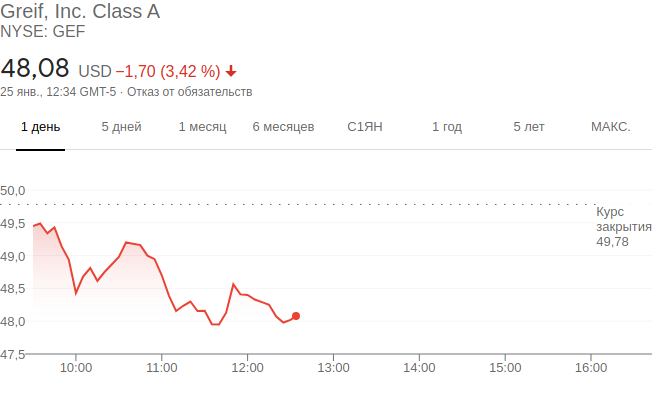 Greif, Inc. Class A
NYSE: GEF
48,08 USD −1,70 (3,42 %)
25 янв., 12:34 GMT-5 · Отказ от обязательств
1 день 5 дней 1 месяц 6 месяцев С1ЯН 1 год 5 лет МАКС.
50,0
Курс
49,5
закрытия
49,78
49,0
48,5
48,0
47,5
10:00 11:00 12:00 13:00 14:00 15:00 16:00